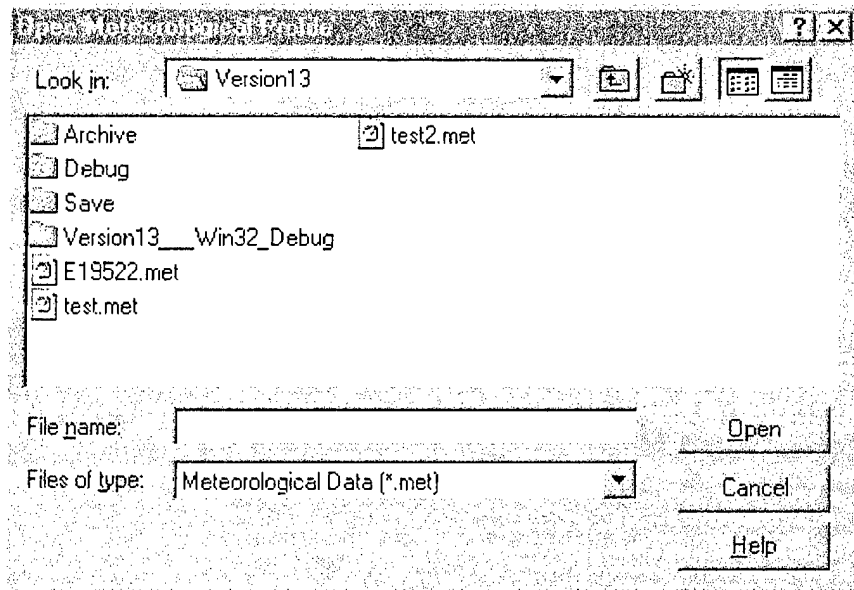 Open Meteorological Profile
Look in: Version13
Archive
Debug
Save
Version13___Win32_Debug
E19522.met
test.met
test2.met
File name:
Open
Files of type: Meteorological Data (*.met)
Cancel
Help